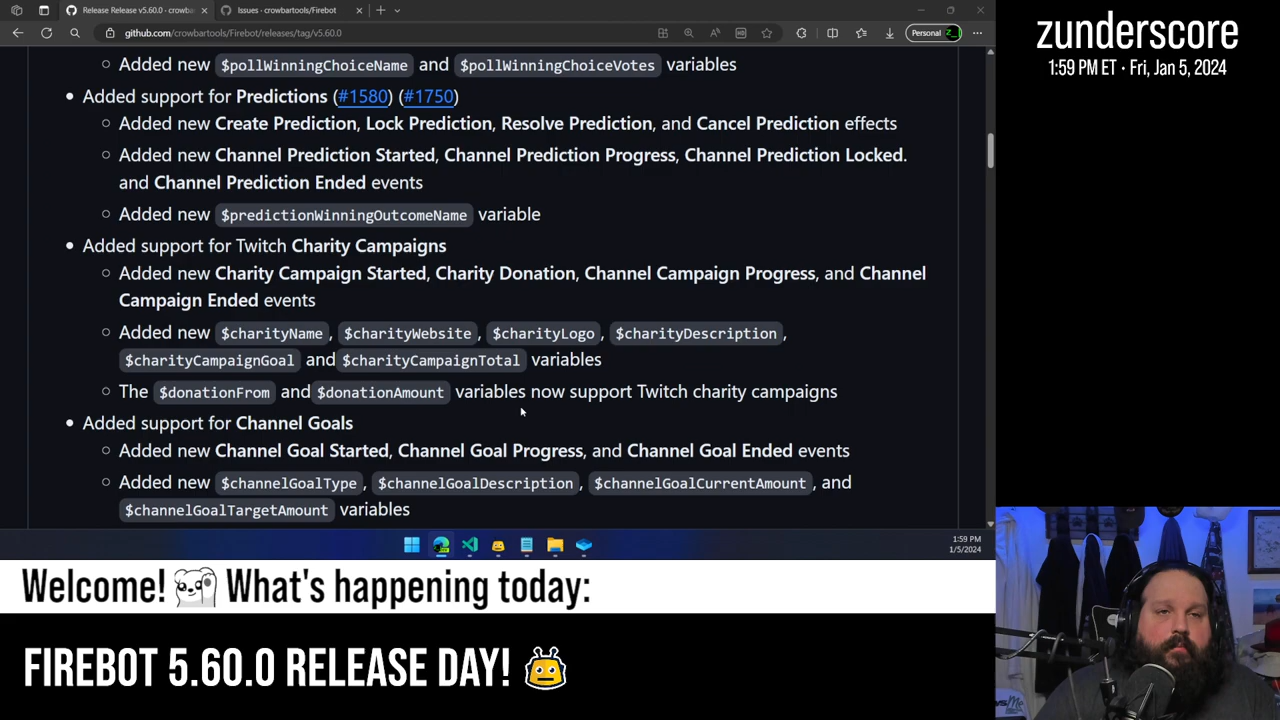 Release Release v5.60.0 · crowba
Issues · crowbartools/Firebot
github.com/crowbartools/Firebot/releases/tag/v5.60.0
Personal
zunderscore
1:59 PM ET • Fri, Jan 5, 2024
Added new $pollWinningChoiceName and $pollWinningChoiceVotes variables
Added support for Predictions (#1580) (#1750)
Added new Create Prediction, Lock Prediction, Resolve Prediction, and Cancel Prediction effects
Added new Channel Prediction Started, Channel Prediction Progress, Channel Prediction Locked.
and Channel Prediction Ended events
Added new $predictionWinningOutcomeName variable
Added support for Twitch Charity Campaigns
Added new Charity Campaign Started, Charity Donation, Channel Campaign Progress, and Channel
Campaign Ended events
Added new $charityName, $charityWebsite, $charityLogo, $charityDescription,
$charityCampaignGoal and $charityCampaignTotal variables
The $donationFrom and $donationAmount variables now support Twitch charity campaigns
Added support for Channel Goals
Added new Channel Goal Started, Channel Goal Progress, and Channel Goal Ended events
Added new $channelGoalType, $channelGoalDescription, $channelGoalCurrentAmount, and
$channelGoalTargetAmount variables
1:59 PM
1/5/2024
Welcome! What's happening today:
FIREBOT 5.60.0 RELEASE DAY!